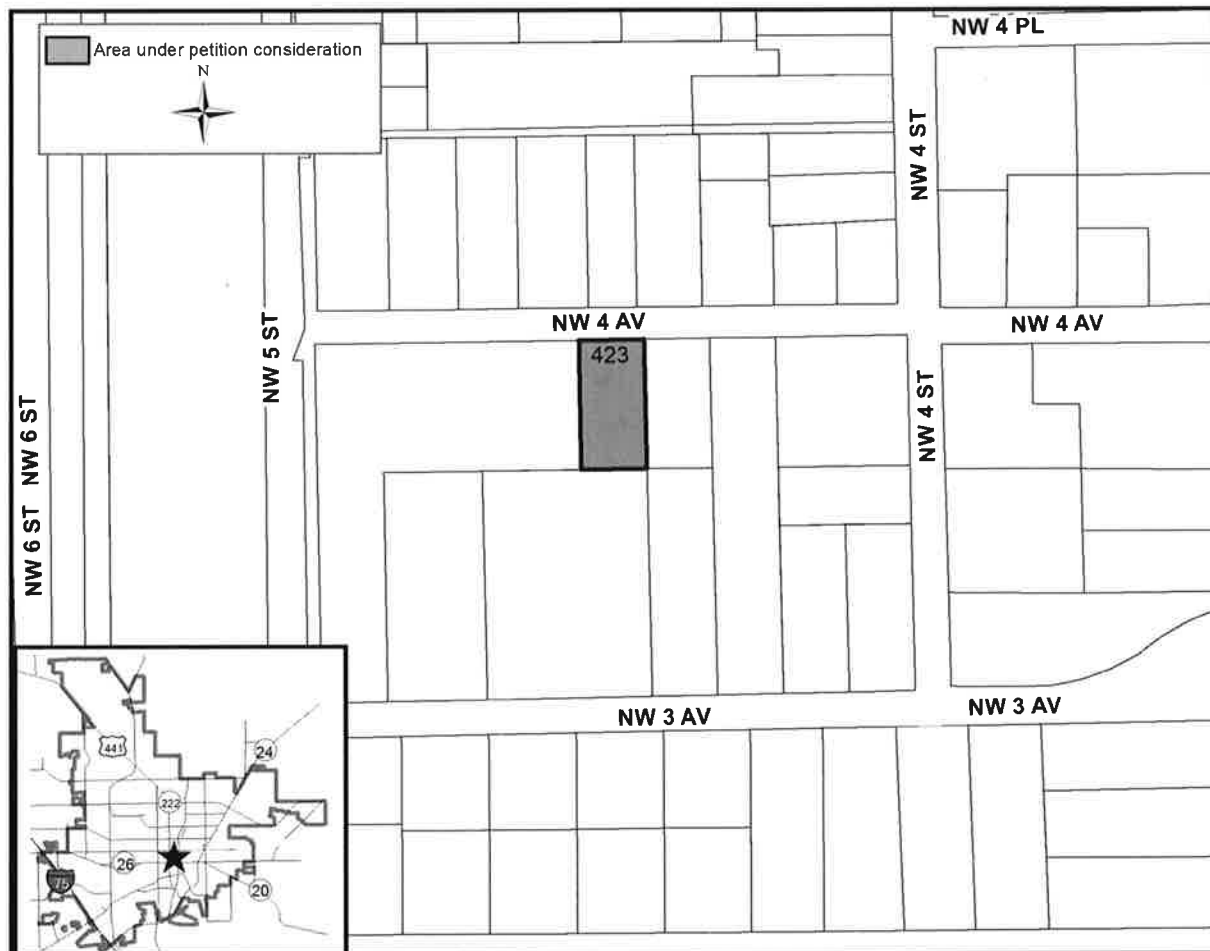 Area under petition consideration
N
NW 4 PL
NW 4 ST
NW 4 AV
NW 4 AV
423
NW 5 ST
NW 4 ST
NW 6 ST
NW 6 ST
NW 3 AV
NW 3 AV
441
24
222
26
75
20